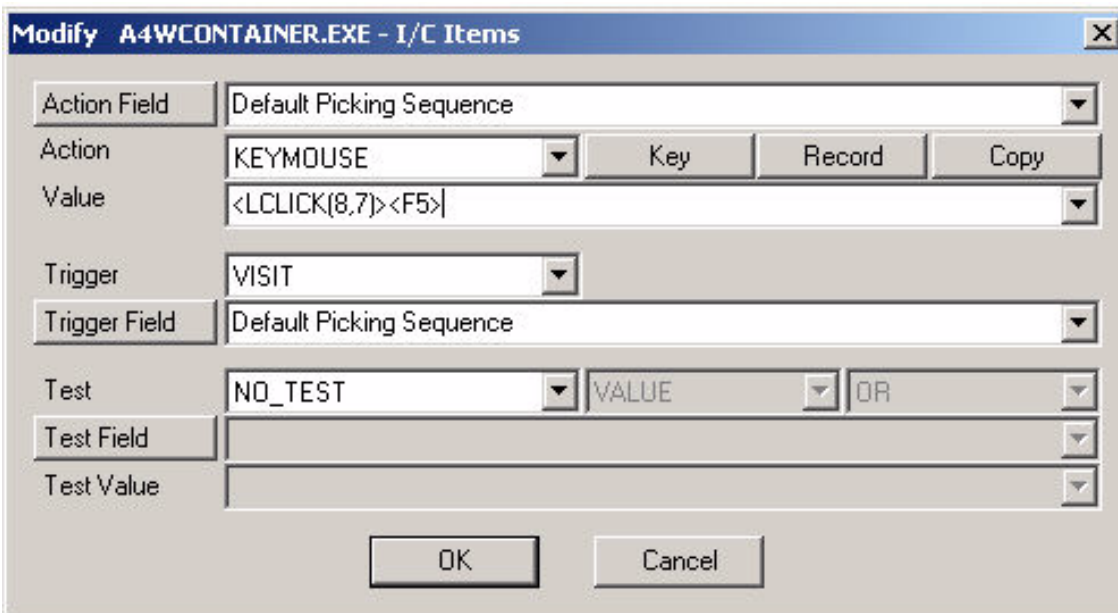 Modify A4WCONTAINER.EXE - I/C Items
Action Field Default Picking Sequence
Action KEYMOUSE Key Record Copy
Value <LCLICK(8,7)><F5>
Trigger VISIT
Trigger Field Default Picking Sequence
Test NO_TEST VALUE OR
Test Field
Test Value
OK Cancel